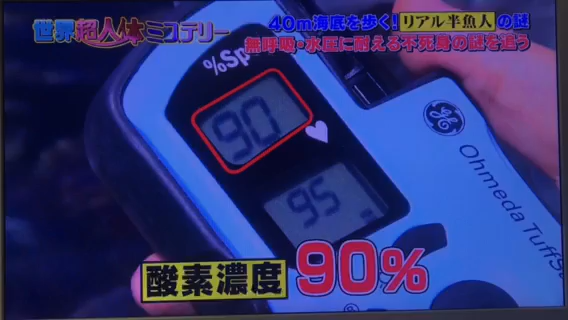 世界超人体ミステリー
40m海底を歩く!リアル半魚人の謎
無呼吸・水圧に耐える不死身の謎を追う
%Sp
90
95
GE
Ohmeda TuffSa
酸素濃度 90%